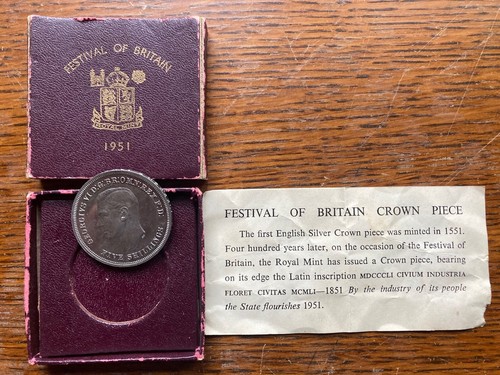 FESTIVAL OF BRITAIN
ROYAL MINT
1951
GEORGIVS VI D:G:BR:OMN:REX F:D:
FIVE SHILLINGS
FESTIVAL OF BRITAIN CROWN PIECE
The first English Silver Crown piece was minted in 1551.
Four hundred years later, on the occasion of the Festival of
Britain, the Royal Mint has issued a Crown piece, bearing
on its edge the Latin inscription MDCCCLI CIVIUM INDUSTRIA
FLORET CIVITAS MCMLI—1851 By the industry of its people
the State flourishes 1951.